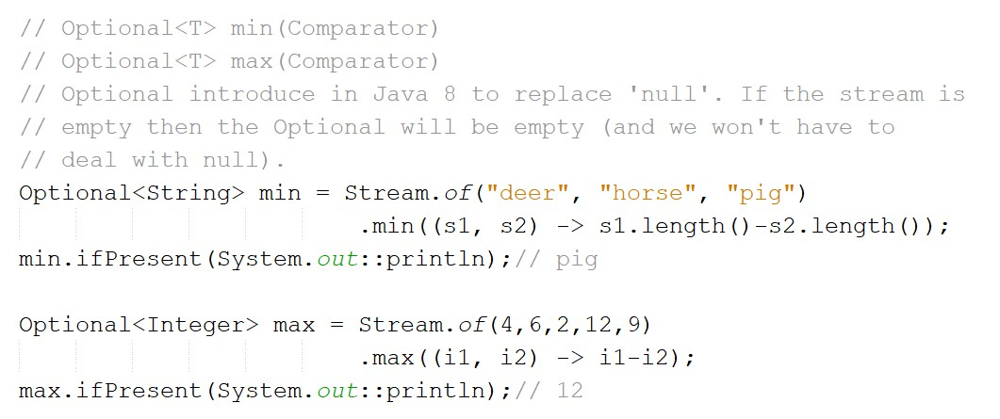 // Optional<T> min(Comparator)
// Optional<T> max(Comparator)
// Optional introduce in Java 8 to replace 'null'. If the stream is
// empty then the Optional will be empty (and we won't have to
// deal with null).
Optional<String> min = Stream.of("deer", "horse", "pig")
                        .min((s1, s2) -> s1.length()-s2.length());
min.ifPresent(System.out::println);// pig

Optional<Integer> max = Stream.of(4,6,2,12,9)
                        .max((i1, i2) -> i1-i2);
max.ifPresent(System.out::println);// 12